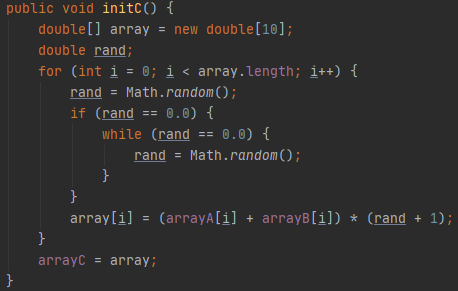 public void initC() {
    double[] array = new double[10];
    double rand;
    for (int i = 0; i < array.length; i++) {
        rand = Math.random();
        if (rand == 0.0) {
            while (rand == 0.0) {
                rand = Math.random();
            }
        }
        array[i] = (arrayA[i] + arrayB[i]) * (rand + 1);
    }
    arrayC = array;
}